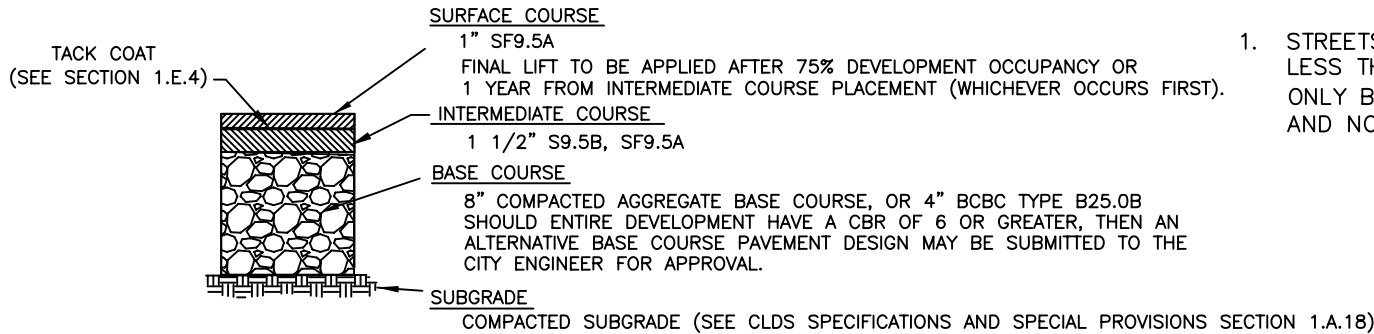 SURFACE COURSE
1" SF9.5A
FINAL LIFT TO BE APPLIED AFTER 75% DEVELOPMENT OCCUPANCY OR
1 YEAR FROM INTERMEDIATE COURSE PLACEMENT (WHICHEVER OCCURS FIRST).
TACK COAT
(SEE SECTION 1.E.4)
INTERMEDIATE COURSE
1 1/2" S9.5B, SF9.5A
BASE COURSE
8" COMPACTED AGGREGATE BASE COURSE, OR 4" BCBC TYPE B25.0B
SHOULD ENTIRE DEVELOPMENT HAVE A CBR OF 6 OR GREATER, THEN AN
ALTERNATIVE BASE COURSE PAVEMENT DESIGN MAY BE SUBMITTED TO THE
CITY ENGINEER FOR APPROVAL.
SUBGRADE
COMPACTED SUBGRADE (SEE CLDS SPECIFICATIONS AND SPECIAL PROVISIONS SECTION 1.A.18)
1. STREETS
LESS
ONLY
AND